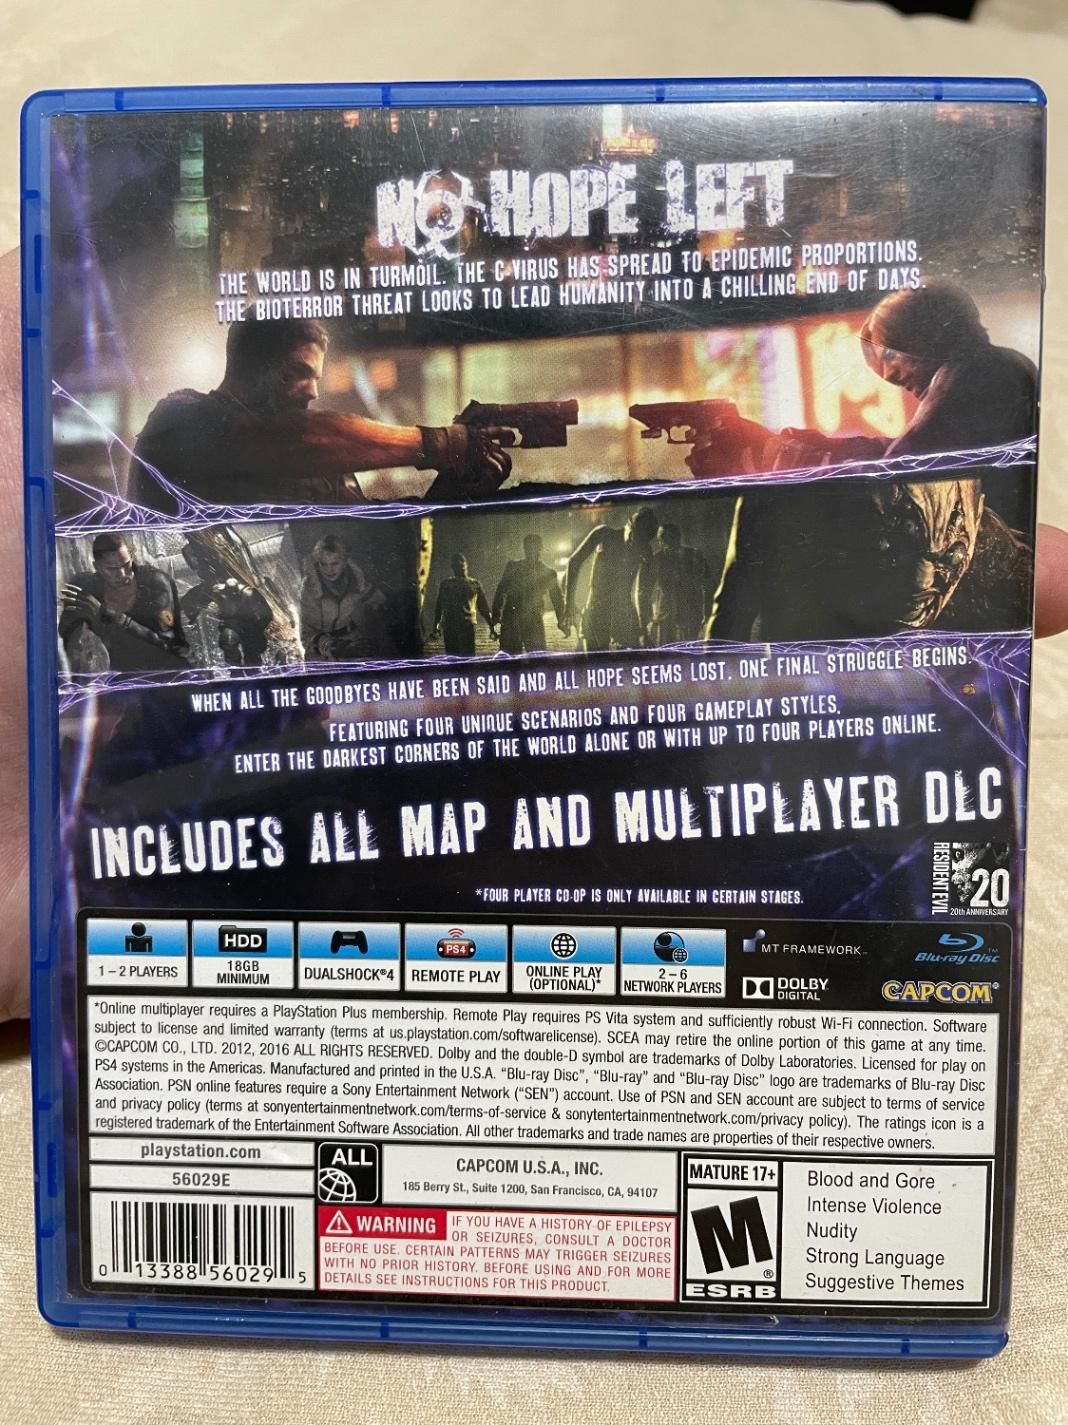 NO HOPE LEFT
THE WORLD IS IN TURMOIL. THE C-VIRUS HAS SPREAD TO EPIDEMIC PROPORTIONS.
THE BIOTERROR THREAT LOOKS TO LEAD HUMANITY INTO A CHILLING END OF DAYS.
WHEN ALL THE GOODBYES HAVE BEEN SAID AND ALL HOPE SEEMS LOST, ONE FINAL STRUGGLE BEGINS.
FEATURING FOUR UNIQUE SCENARIOS AND FOUR GAMEPLAY STYLES,
ENTER THE DARKEST CORNERS OF THE WORLD ALONE OR WITH UP TO FOUR PLAYERS ONLINE.
INCLUDES ALL MAP AND MULTIPLAYER DLC
RESIDENT EVIL
20
20th ANNIVERSARY
*FOUR PLAYER CO-OP IS ONLY AVAILABLE IN CERTAIN STAGES.
1 – 2 PLAYERS
HDD
18GB
MINIMUM
DUALSHOCK®4
PS4
REMOTE PLAY
ONLINE PLAY
(OPTIONAL)*
2 – 6
NETWORK PLAYERS
MT FRAMEWORK™
Blu-ray Disc™
DOLBY
DIGITAL
CAPCOM®
*Online multiplayer requires a PlayStation Plus membership. Remote Play requires PS Vita system and sufficiently robust Wi-Fi connection. Software
subject to license and limited warranty (terms at us.playstation.com/softwarelicense). SCEA may retire the online portion of this game at any time.
©CAPCOM CO., LTD. 2012, 2016 ALL RIGHTS RESERVED. Dolby and the double-D symbol are trademarks of Dolby Laboratories. Licensed for play on
PS4 systems in the Americas. Manufactured and printed in the U.S.A. “Blu-ray Disc”, “Blu-ray” and “Blu-ray Disc” logo are trademarks of Blu-ray Disc
Association. PSN online features require a Sony Entertainment Network (“SEN”) account. Use of PSN and SEN account are subject to terms of service
and privacy policy (terms at sonyentertainmentnetwork.com/terms-of-service & sonytentertainmentnetwork.com/privacy policy). The ratings icon is a
registered trademark of the Entertainment Software Association. All other trademarks and trade names are properties of their respective owners.
playstation.com
56029E
0 13388 56029 5
ALL
CAPCOM U.S.A., INC.
185 Berry St., Suite 1200, San Francisco, CA, 94107
WARNING
IF YOU HAVE A HISTORY OF EPILEPSY
OR SEIZURES, CONSULT A DOCTOR
BEFORE USE. CERTAIN PATTERNS MAY TRIGGER SEIZURES
WITH NO PRIOR HISTORY. BEFORE USING AND FOR MORE
DETAILS SEE INSTRUCTIONS FOR THIS PRODUCT.
MATURE 17+
M®
ESRB
Blood and Gore
Intense Violence
Nudity
Strong Language
Suggestive Themes